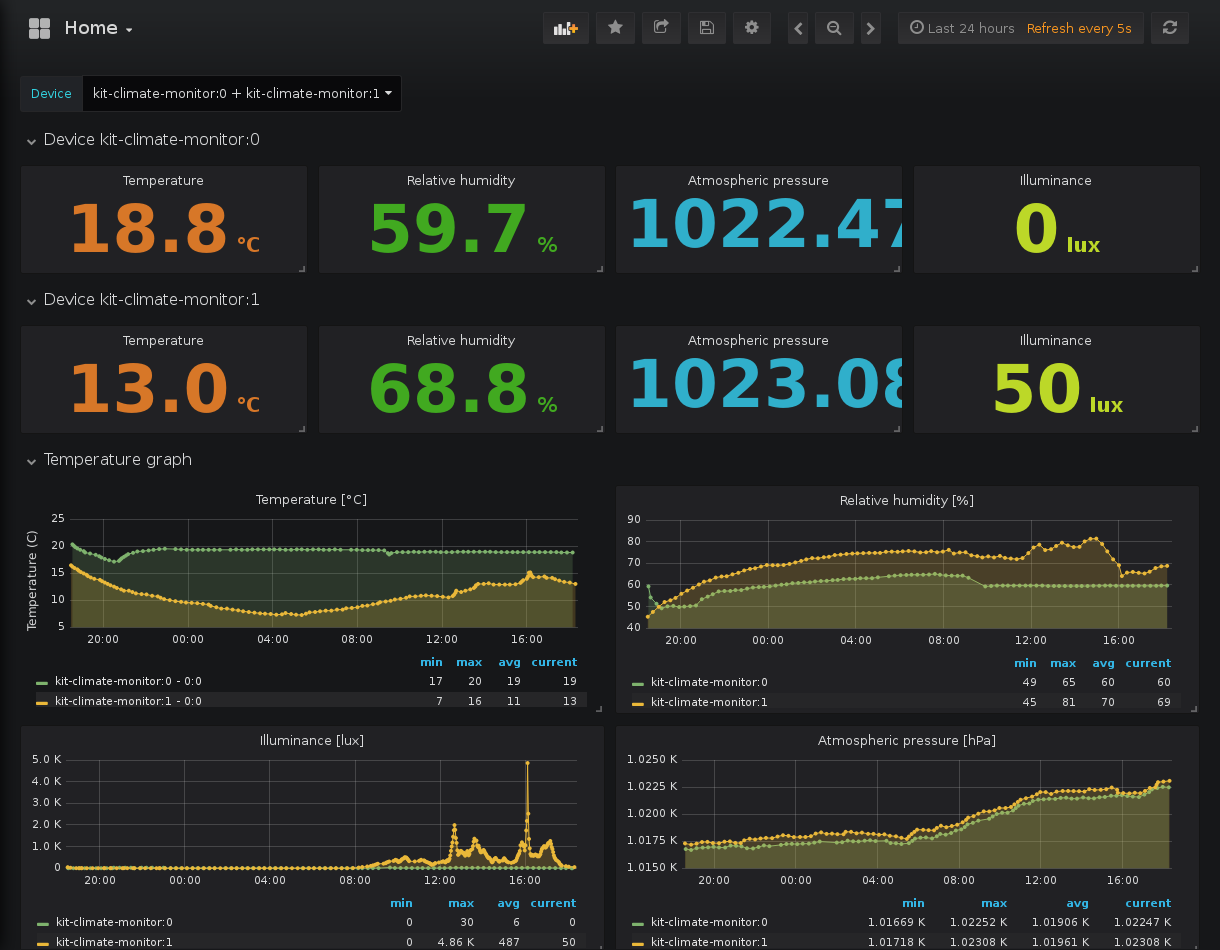 Home
Last 24 hours Refresh every 5s
Device kit-climate-monitor:0 + kit-climate-monitor:1
Device kit-climate-monitor:0
Temperature Relative humidity Atmospheric pressure Illuminance
18.8 °C 59.7 % 1022.47 0 lux
Device kit-climate-monitor:1
Temperature Relative humidity Atmospheric pressure Illuminance
13.0 °C 68.8 % 1023.08 50 lux
Temperature graph
Temperature [°C]
Temperature (C)
25
20
15
10
5
20:00 00:00 04:00 08:00 12:00 16:00
min max avg current
kit-climate-monitor:0 - 0:0 17 20 19 19
kit-climate-monitor:1 - 0:0 7 16 11 13
Relative humidity [%]
90
80
70
60
50
40
20:00 00:00 04:00 08:00 12:00 16:00
min max avg current
kit-climate-monitor:0 49 65 60 60
kit-climate-monitor:1 45 81 70 69
Illuminance [lux]
5.0 K
4.0 K
3.0 K
2.0 K
1.0 K
0
20:00 00:00 04:00 08:00 12:00 16:00
min max avg current
kit-climate-monitor:0 0 30 6 0
kit-climate-monitor:1 0 4.86 K 487 50
Atmospheric pressure [hPa]
1.0250 K
1.0225 K
1.0200 K
1.0175 K
1.0150 K
20:00 00:00 04:00 08:00 12:00 16:00
min max avg current
kit-climate-monitor:0 1.01669 K 1.02252 K 1.01906 K 1.02247 K
kit-climate-monitor:1 1.01718 K 1.02308 K 1.01961 K 1.02308 K